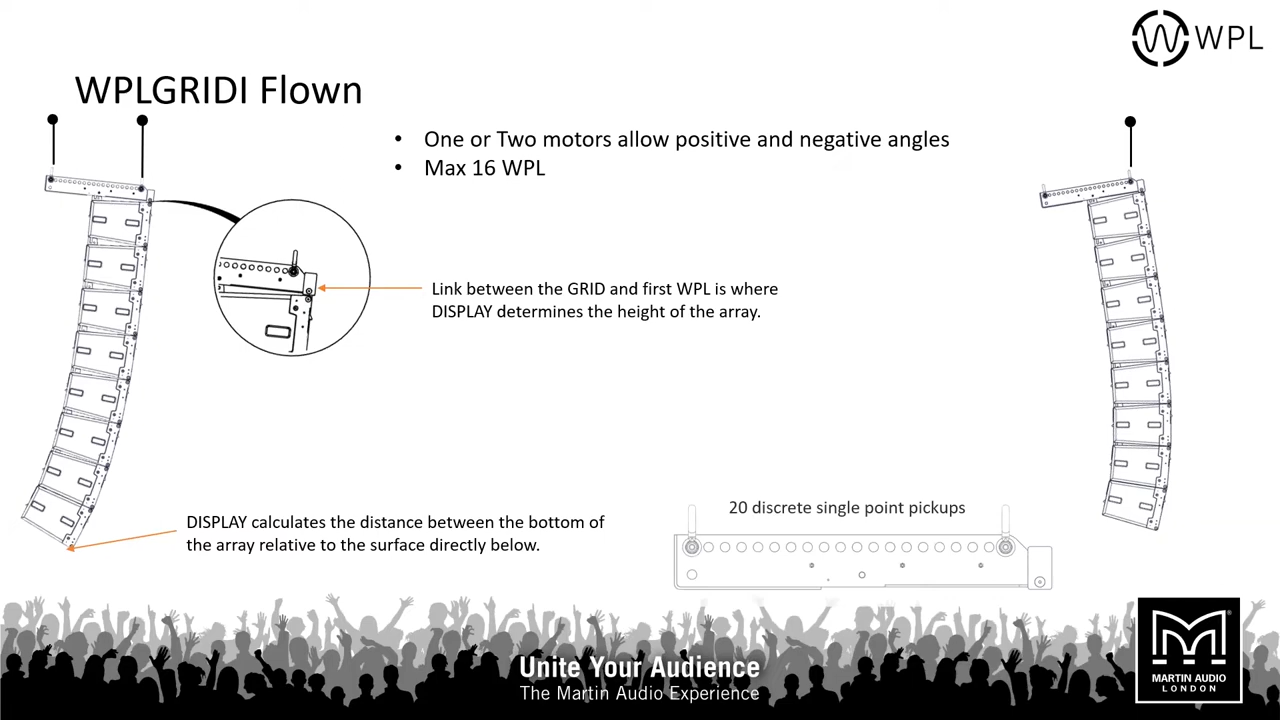 WPL
WPLGRIDI Flown
• One or Two motors allow positive and negative angles
• Max 16 WPL
Link between the GRID and first WPL is where
DISPLAY determines the height of the array.
20 discrete single point pickups
DISPLAY calculates the distance between the bottom of
the array relative to the surface directly below.
Unite Your Audience
The Martin Audio Experience
MARTIN AUDIO
LONDON